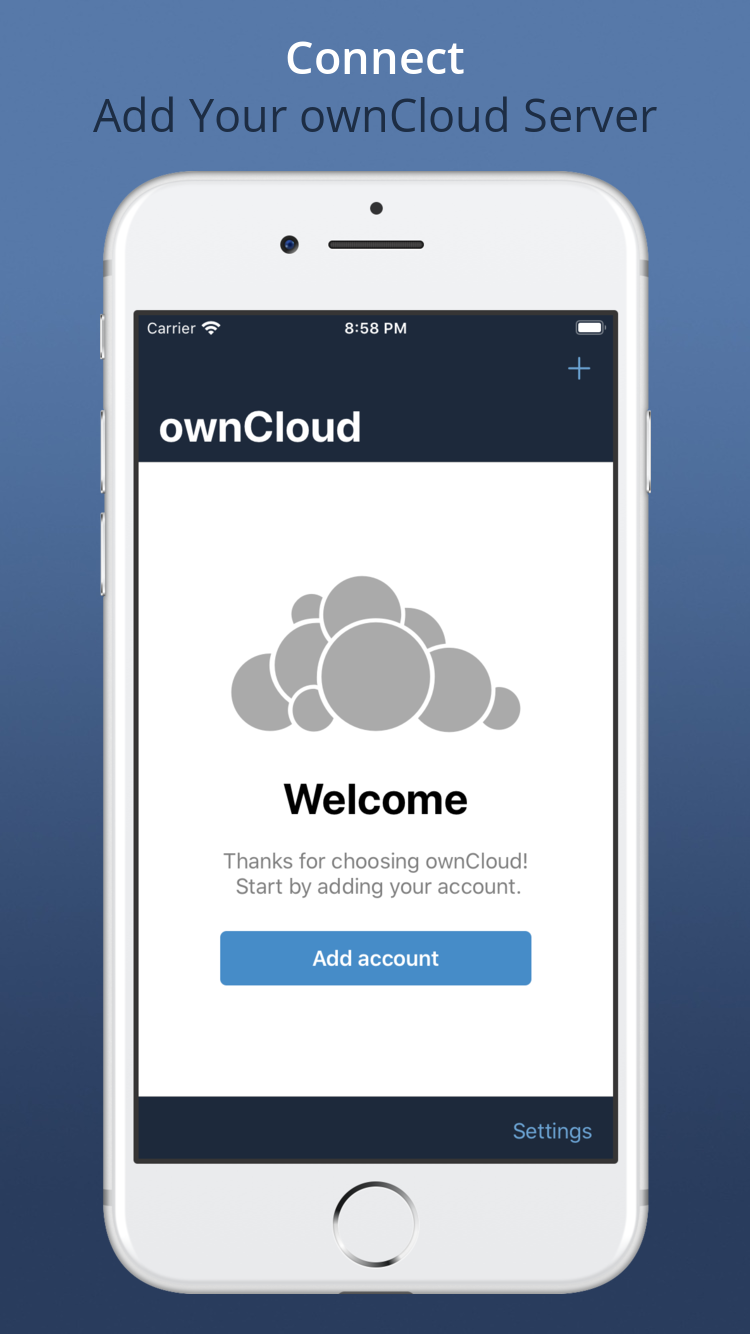 Connect
Add Your ownCloud Server
Carrier 8:58 PM
ownCloud
Welcome
Thanks for choosing ownCloud!
Start by adding your account.
Add account
Settings